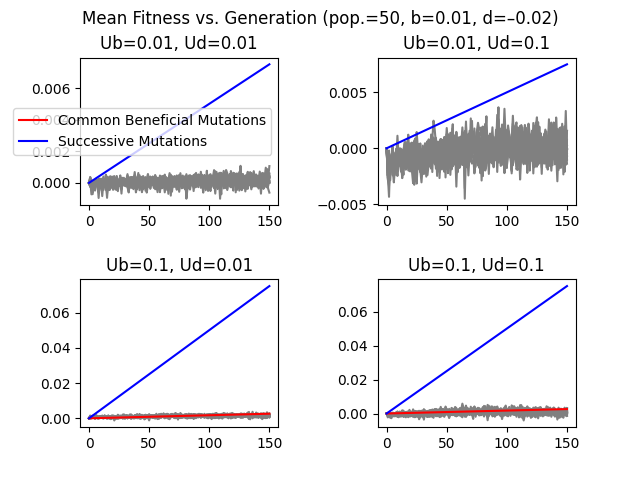 Mean Fitness vs. Generation (pop.=50, b=0.01, d=–0.02)
Ub=0.01, Ud=0.01
Ub=0.01, Ud=0.1
0.006
0.004
0.002
0.000
Common Beneficial Mutations
Successive Mutations
0 50 100 150
0.005
0.000
−0.005
0 50 100 150
Ub=0.1, Ud=0.01
Ub=0.1, Ud=0.1
0.06
0.04
0.02
0.00
0 50 100 150
0.06
0.04
0.02
0.00
0 50 100 150